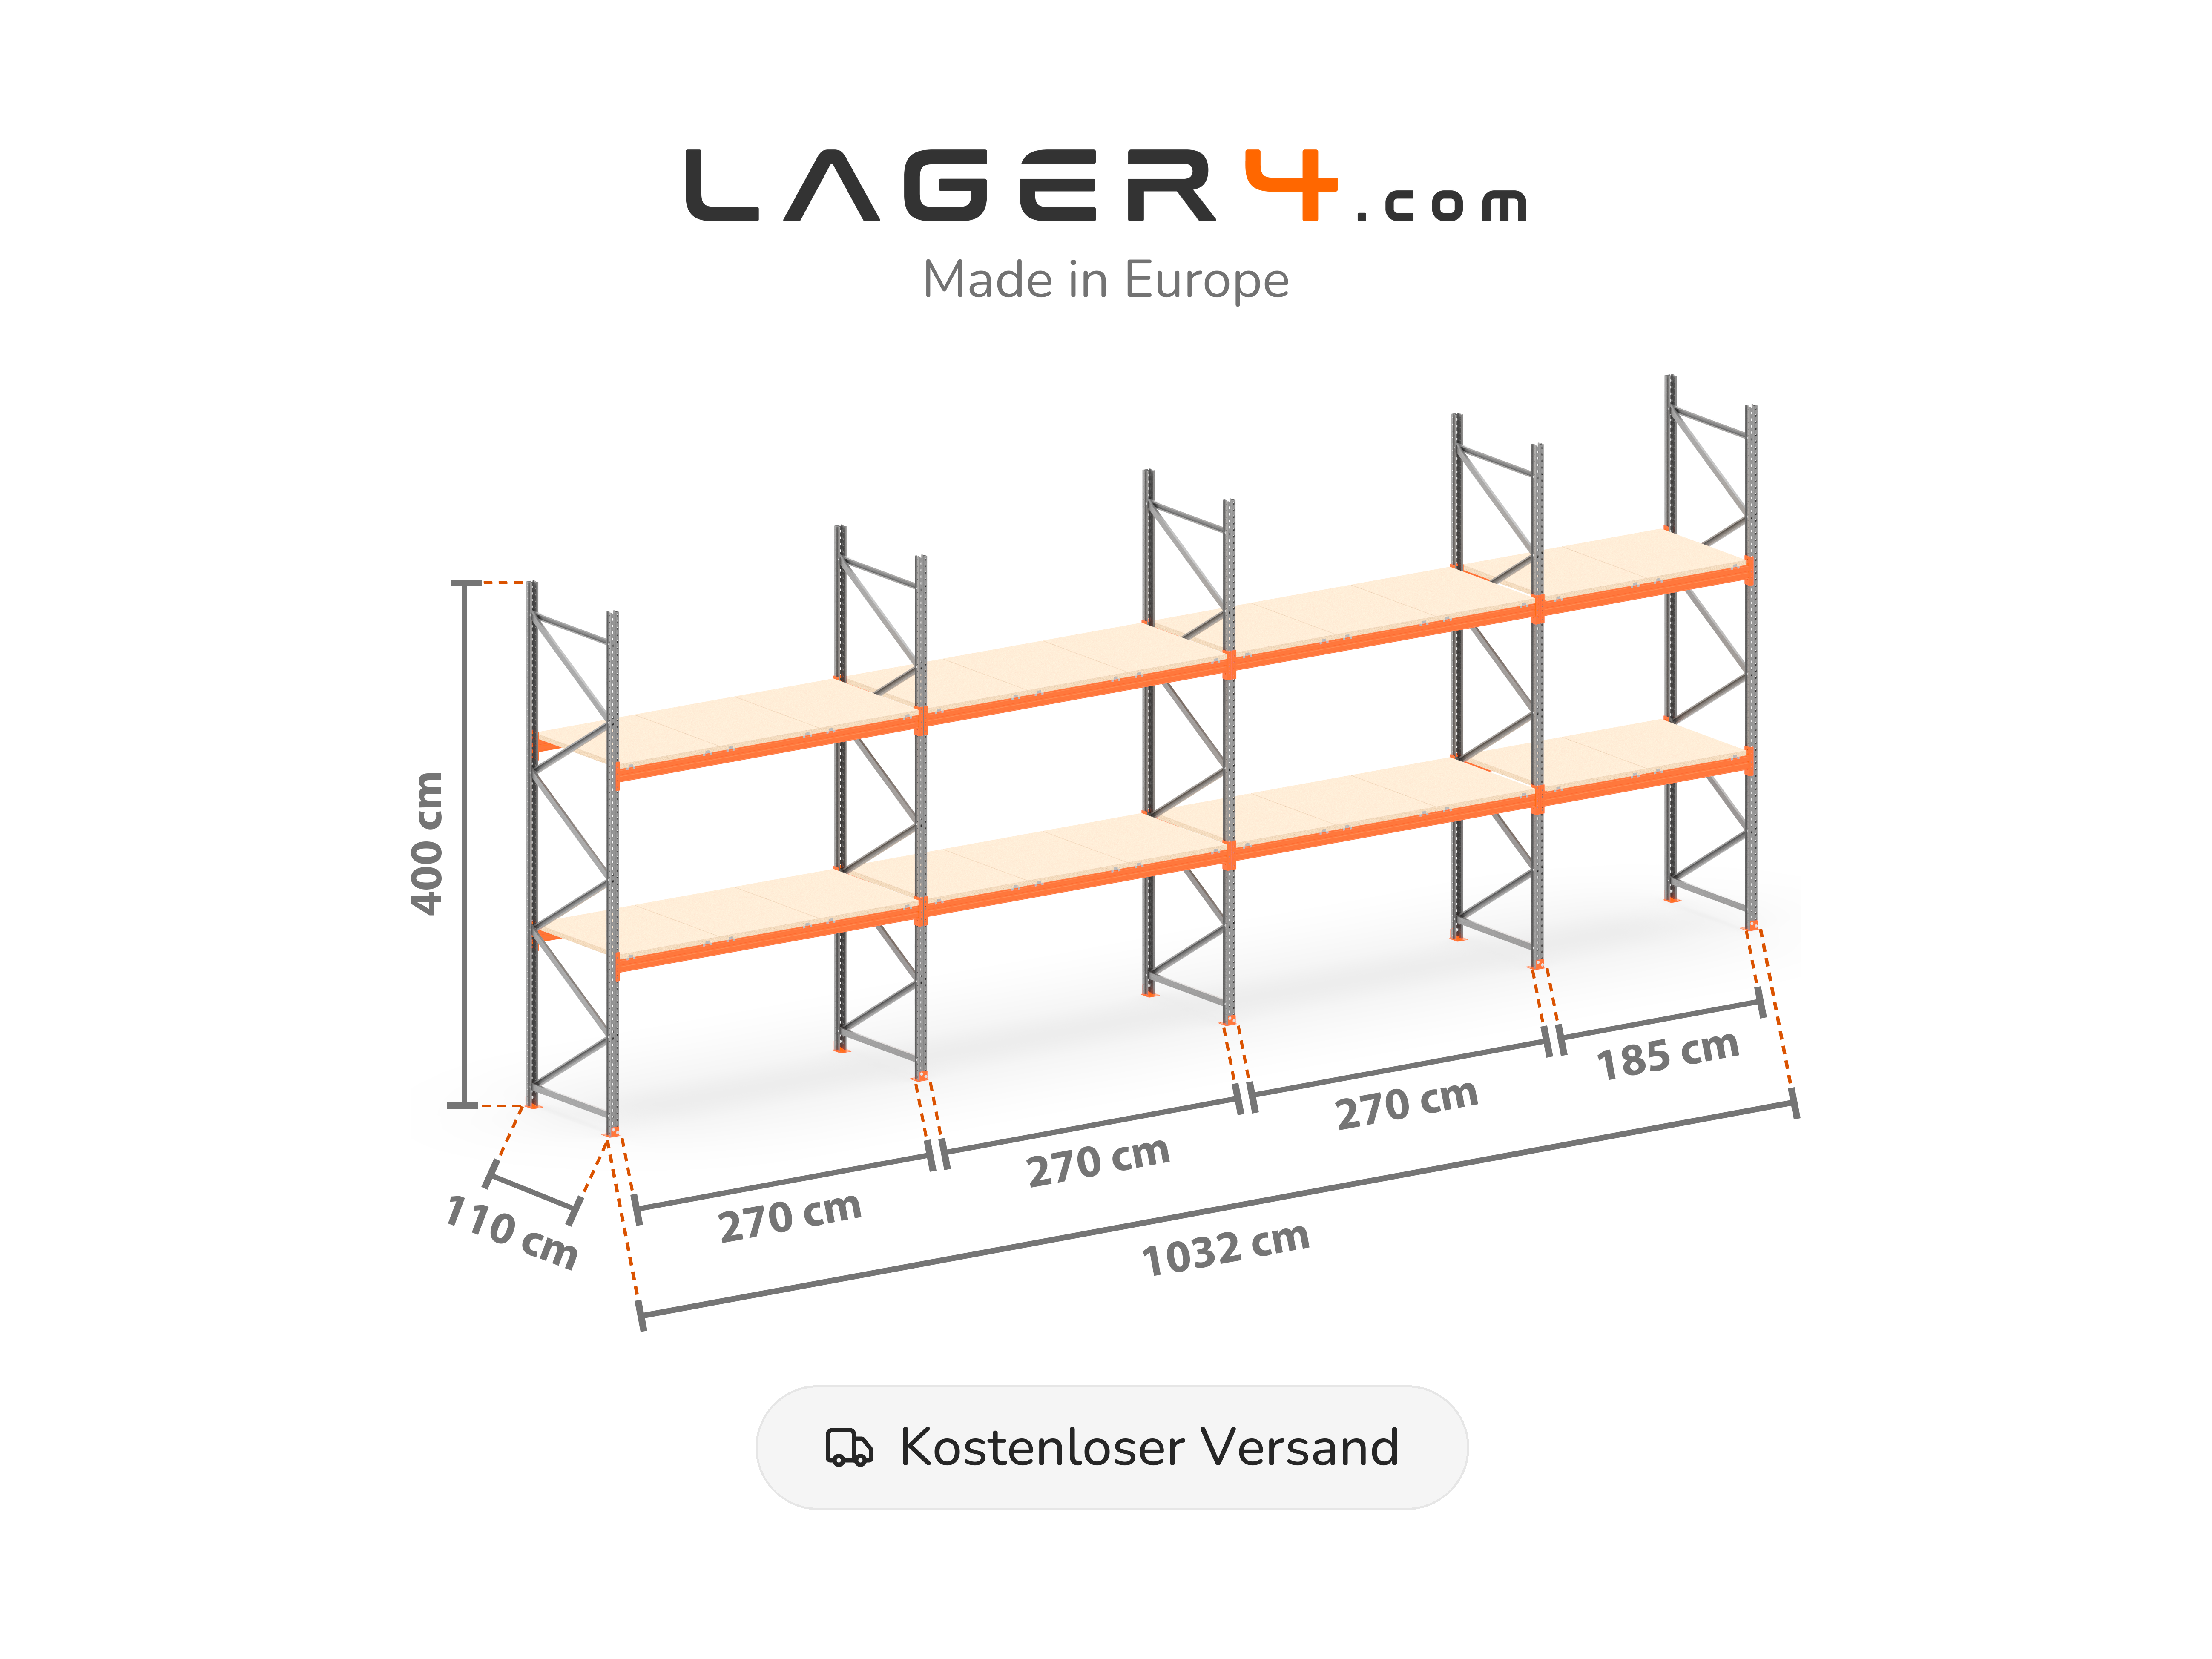 LAGER4.com
Made in Europe
400 cm
110 cm
270 cm
270 cm
270 cm
185 cm
1032 cm
Kostenloser Versand